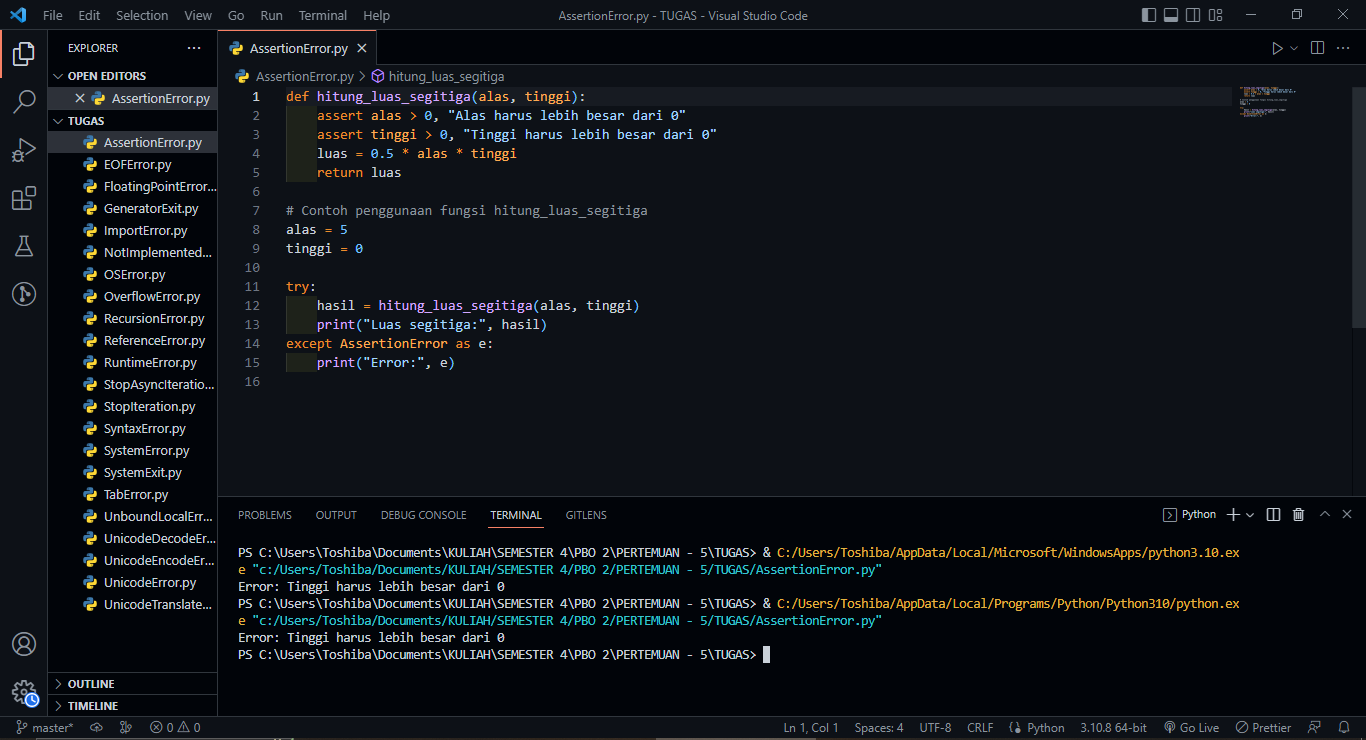 File Edit Selection View Go Run Terminal Help AssertionError.py - TUGAS - Visual Studio Code
EXPLORER
OPEN EDITORS
AssertionError.py
TUGAS
AssertionError.py
EOFError.py
FloatingPointError...
GeneratorExit.py
ImportError.py
NotImplemented...
OSError.py
OverflowError.py
RecursionError.py
ReferenceError.py
RuntimeError.py
StopAsyncIteratio...
StopIteration.py
SyntaxError.py
SystemError.py
SystemExit.py
TabError.py
UnboundLocalErr...
UnicodeDecodeEr...
UnicodeEncodeEr...
UnicodeError.py
UnicodeTranslate...
OUTLINE
TIMELINE
AssertionError.py
AssertionError.py > hitung_luas_segitiga
1 def hitung_luas_segitiga(alas, tinggi):
2 assert alas > 0, "Alas harus lebih besar dari 0"
3 assert tinggi > 0, "Tinggi harus lebih besar dari 0"
4 luas = 0.5 * alas * tinggi
5 return luas
6
7 # Contoh penggunaan fungsi hitung_luas_segitiga
8 alas = 5
9 tinggi = 0
10
11 try:
12 hasil = hitung_luas_segitiga(alas, tinggi)
13 print("Luas segitiga:", hasil)
14 except AssertionError as e:
15 print("Error:", e)
16
PROBLEMS OUTPUT DEBUG CONSOLE TERMINAL GITLENS Python
PS C:\Users\Toshiba\Documents\KULIAH\SEMESTER 4\PBO 2\PERTEMUAN - 5\TUGAS> & C:/Users/Toshiba/AppData/Local/Microsoft/WindowsApps/python3.10.ex
e "c:/Users/Toshiba/Documents/KULIAH/SEMESTER 4/PBO 2/PERTEMUAN - 5/TUGAS/AssertionError.py"
Error: Tinggi harus lebih besar dari 0
PS C:\Users\Toshiba\Documents\KULIAH\SEMESTER 4\PBO 2\PERTEMUAN - 5\TUGAS> & C:/Users/Toshiba/AppData/Local/Programs/Python/Python310/python.ex
e "c:/Users/Toshiba/Documents/KULIAH/SEMESTER 4/PBO 2/PERTEMUAN - 5/TUGAS/AssertionError.py"
Error: Tinggi harus lebih besar dari 0
PS C:\Users\Toshiba\Documents\KULIAH\SEMESTER 4\PBO 2\PERTEMUAN - 5\TUGAS>
master* 0 0 Ln 1, Col 1 Spaces: 4 UTF-8 CRLF Python 3.10.8 64-bit Go Live Prettier